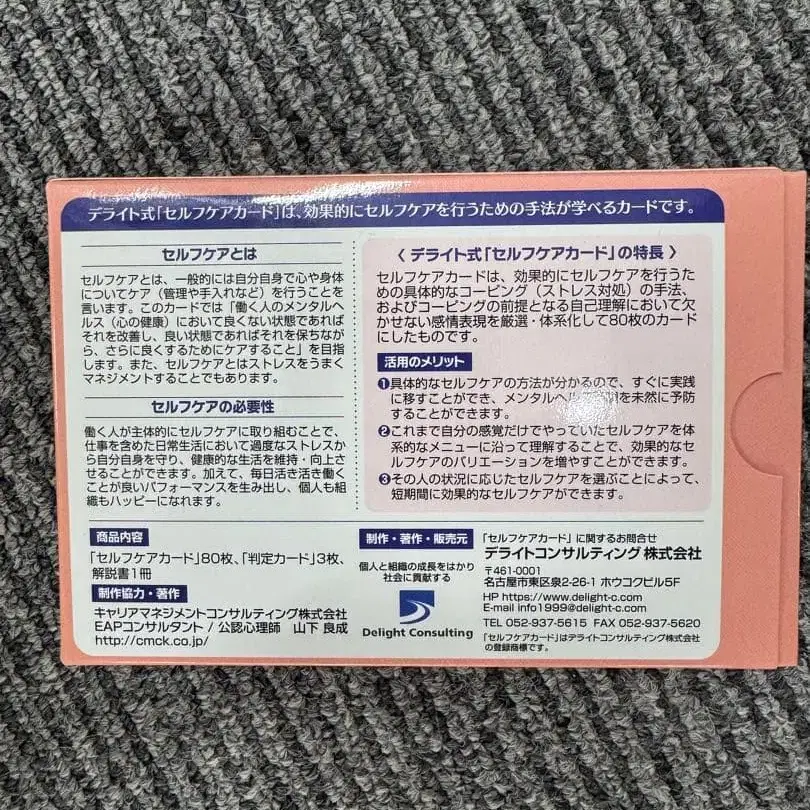 デライト式「セルフケアカード」は、効果的にセルフケアを行うための手法が学べるカードです。
セルフケアとは
セルフケアとは、一般的には自分自身で心や身体
についてケア（管理や手入れなど）を行うことを
言います。このカードでは「働く人のメンタルヘ
ルス（心の健康）において良くない状態であれば
それを改善し、良い状態であればそれを保ちなが
ら、さらに良くするためにケアすること」を目指
します。また、セルフケアとはストレスをうまく
マネジメントすることでもあります。
セルフケアの必要性
働く人が主体的にセルフケアに取り組むことで、
仕事を含めた日常生活において過度なストレスか
ら自分自身を守り、健康的な生活を維持・向上さ
せることができます。加えて、毎日活き活き働く
ことが良いパフォーマンスを生み出し、個人も組
織もハッピーになれます。
〈 デライト式「セルフケアカード」の特長 〉
セルフケアカードは、効果的にセルフケアを行うた
めの具体的なコーピング（ストレス対処）の手法、
およびコーピングの前提となる自己理解において欠
かせない感情表現を厳選・体系化して80枚のカード
にしたものです。
活用のメリット
❶具体的なセルフケアの方法が分かるので、すぐに実践
に移すことができ、メンタルヘル を未然に予防
することができます。
❷これまで自分の感覚だけでやっていたセルフケアを体
系的なメニューに沿って理解することで、効果的なセ
ルフケアのバリエーションを増やすことができます。
❸その人の状況に応じたセルフケアを選ぶことによって、
短期間に効果的なセルフケアができます。
商品内容
「セルフケアカード」80枚、「判定カード」3枚、
解説書1冊
制作協力・著作
キャリアマネジメントコンサルティング株式会社
EAPコンサルタント / 公認心理師 山下 良成
http://cmck.co.jp/
制作・著作・販売元
個人と組織の成長をはかり
社会に貢献する
Delight Consulting
「セルフケアカード」に関するお問合せ
デライトコンサルティング株式会社
〒461-0001
名古屋市東区泉2-26-1 ホウコクビル5F
HP https://www.delight-c.com
E-mail info1999@delight-c.com
TEL 052-937-5615 FAX 052-937-5620
「セルフケアカード」はデライトコンサルティング株式会社
の登録商標です。